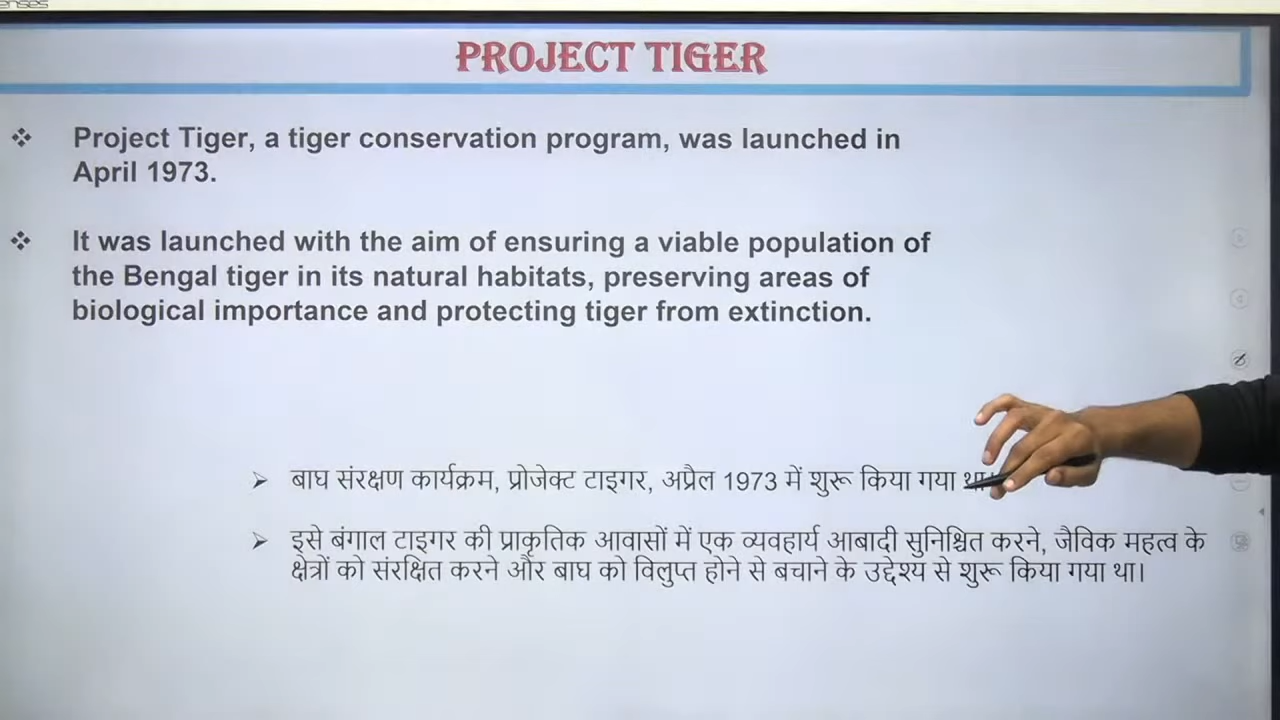 PROJECT TIGER
Project Tiger, a tiger conservation program, was launched in
April 1973.
It was launched with the aim of ensuring a viable population of
the Bengal tiger in its natural habitats, preserving areas of
biological importance and protecting tiger from extinction.
बाघ संरक्षण कार्यक्रम, प्रोजेक्ट टाइगर, अप्रैल 1973 में शुरू किया गया था।
इसे बंगाल टाइगर की प्राकृतिक आवासों में एक व्यवहार्य आबादी सुनिश्चित करने, जैविक महत्व के
क्षेत्रों को संरक्षित करने और बाघ को विलुप्त होने से बचाने के उद्देश्य से शुरू किया गया था।